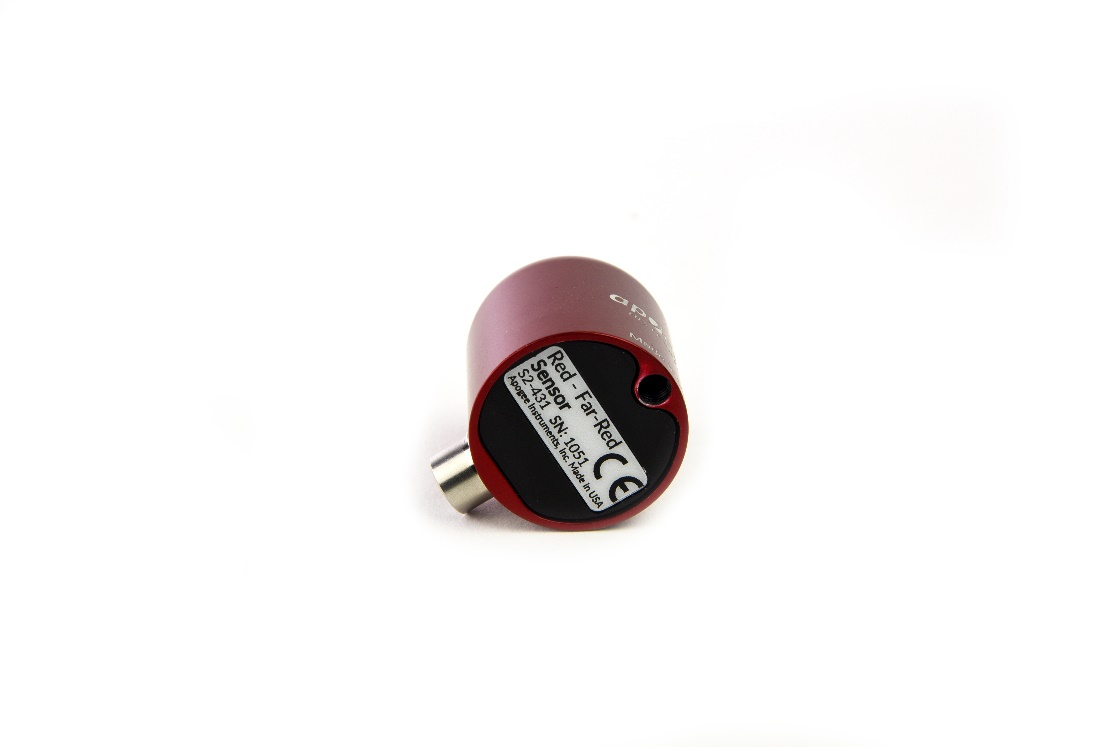 Red - Far-Red
Sensor
S2-431 SN: 1051
Apogee Instruments, Inc. Made in USA
CE